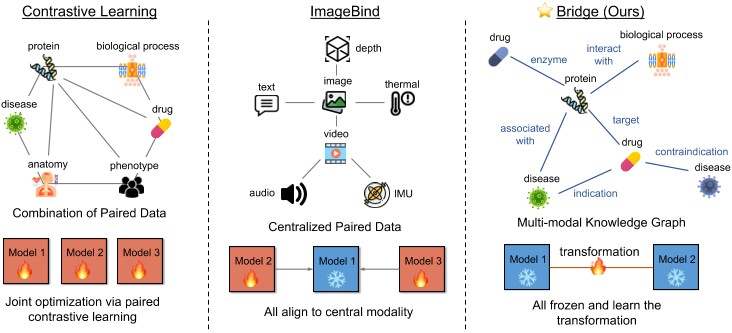 Contrastive Learning
protein
biological process
disease
drug
anatomy
phenotype
Combination of Paired Data
Model 1
Model 2
Model 3
Joint optimization via paired
contrastive learning
ImageBind
depth
text
image
thermal
video
audio
IMU
Centralized Paired Data
Model 2
Model 1
Model 3
All align to central modality
Bridge (Ours)
drug
biological process
enzyme
interact
with
protein
associated
with
target
drug
contraindication
disease
indication
disease
Multi-modal Knowledge Graph
Model 1
transformation
Model 2
All frozen and learn the
transformation